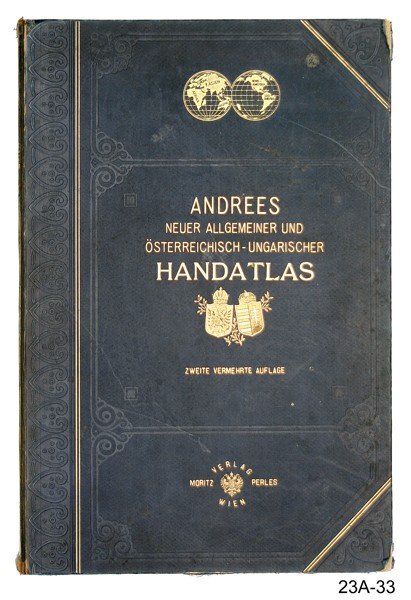 ANDREES
NEUER ALLGEMEINER UND
ÖSTERREICHISCH-UNGARISCHER
HANDATLAS
ZWEITE VERMEHRTE AUFLAGE
VERLAG
MORITZ PERLES
WIEN
23A-33